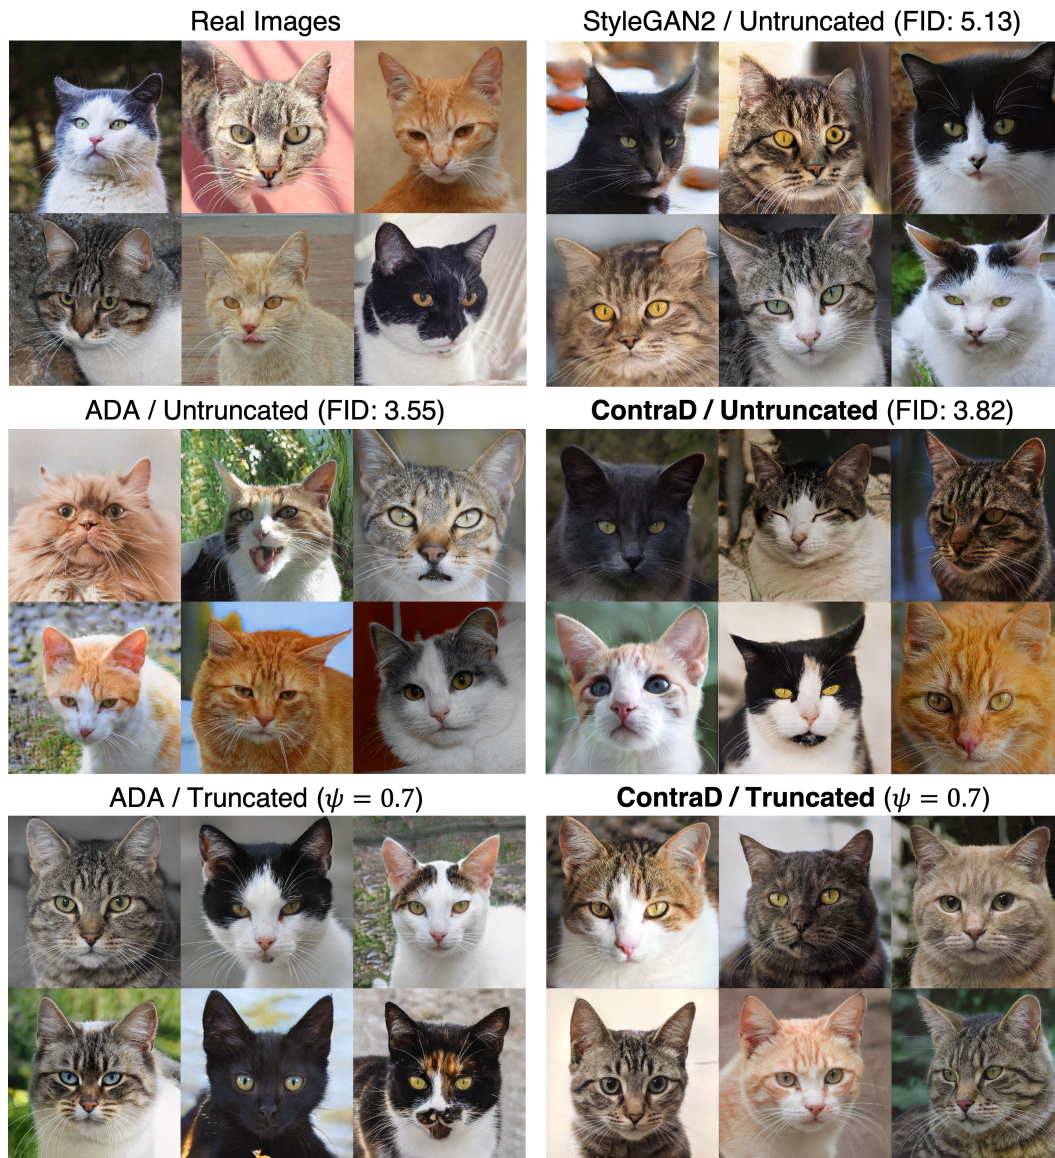 Real Images
StyleGAN2 / Untruncated (FID: 5.13)
ADA / Untruncated (FID: 3.55)
ContraD / Untruncated (FID: 3.82)
ADA / Truncated (ψ = 0.7)
ContraD / Truncated (ψ = 0.7)